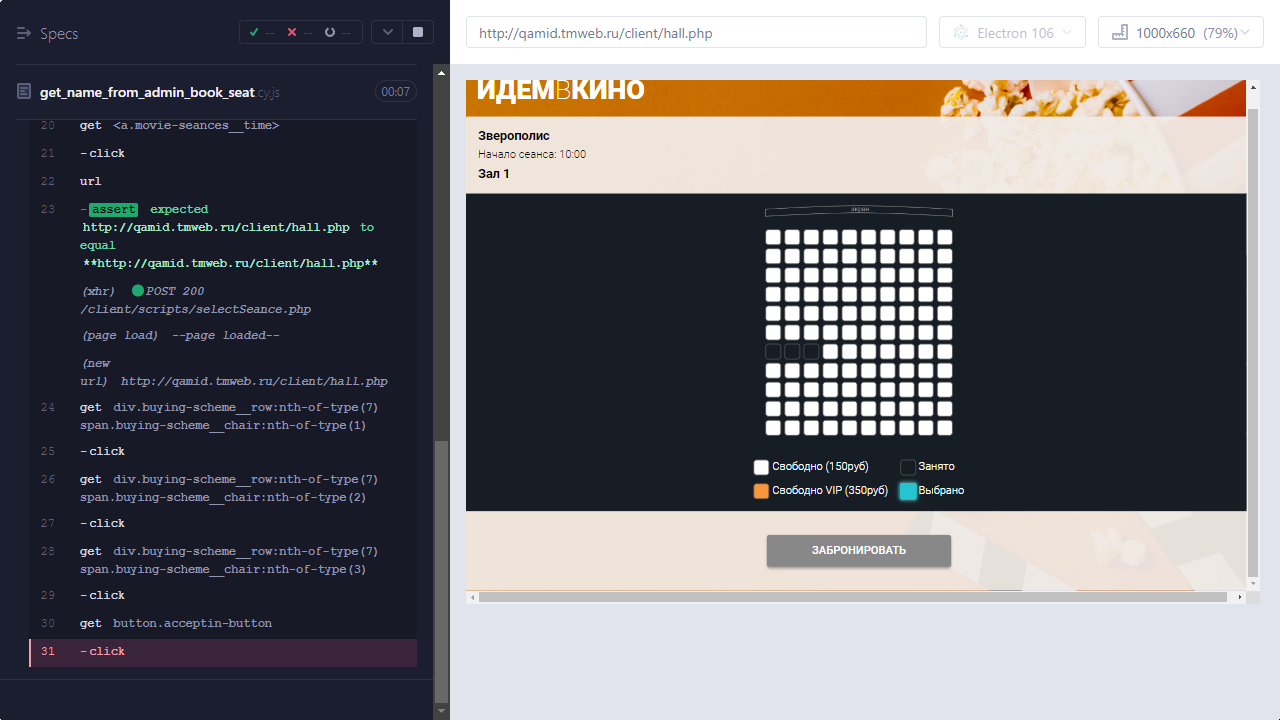 Specs
-- -- --
get_name_from_admin_book_seat.cy.js 00:07
20 get <a.movie-seances__time>
21 -click
22 url
23 -assert expected
http://qamid.tmweb.ru/client/hall.php to
equal
**http://qamid.tmweb.ru/client/hall.php**
(xhr) POST 200
/client/scripts/selectSeance.php
(page load) --page loaded--
(new
url) http://qamid.tmweb.ru/client/hall.php
24 get div.buying-scheme__row:nth-of-type(7)
span.buying-scheme__chair:nth-of-type(1)
25 -click
26 get div.buying-scheme__row:nth-of-type(7)
span.buying-scheme__chair:nth-of-type(2)
27 -click
28 get div.buying-scheme__row:nth-of-type(7)
span.buying-scheme__chair:nth-of-type(3)
29 -click
30 get button.acceptin-button
31 -click
http://qamid.tmweb.ru/client/hall.php
Electron 106
1000x660 (79%)
ИДЕМВКИНО
Зверополис
Начало сеанса: 10:00
Зал 1
экран
Свободно (150руб) Занято
Свободно VIP (350руб) Выбрано
ЗАБРОНИРОВАТЬ